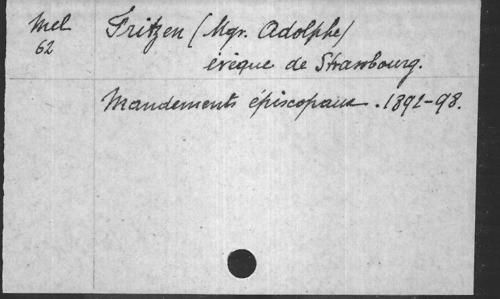 Mel
62
Fritzen (Mgr. Adolphe)
évêque de Strasbourg.
Mandements épiscopaux. 1891-98.